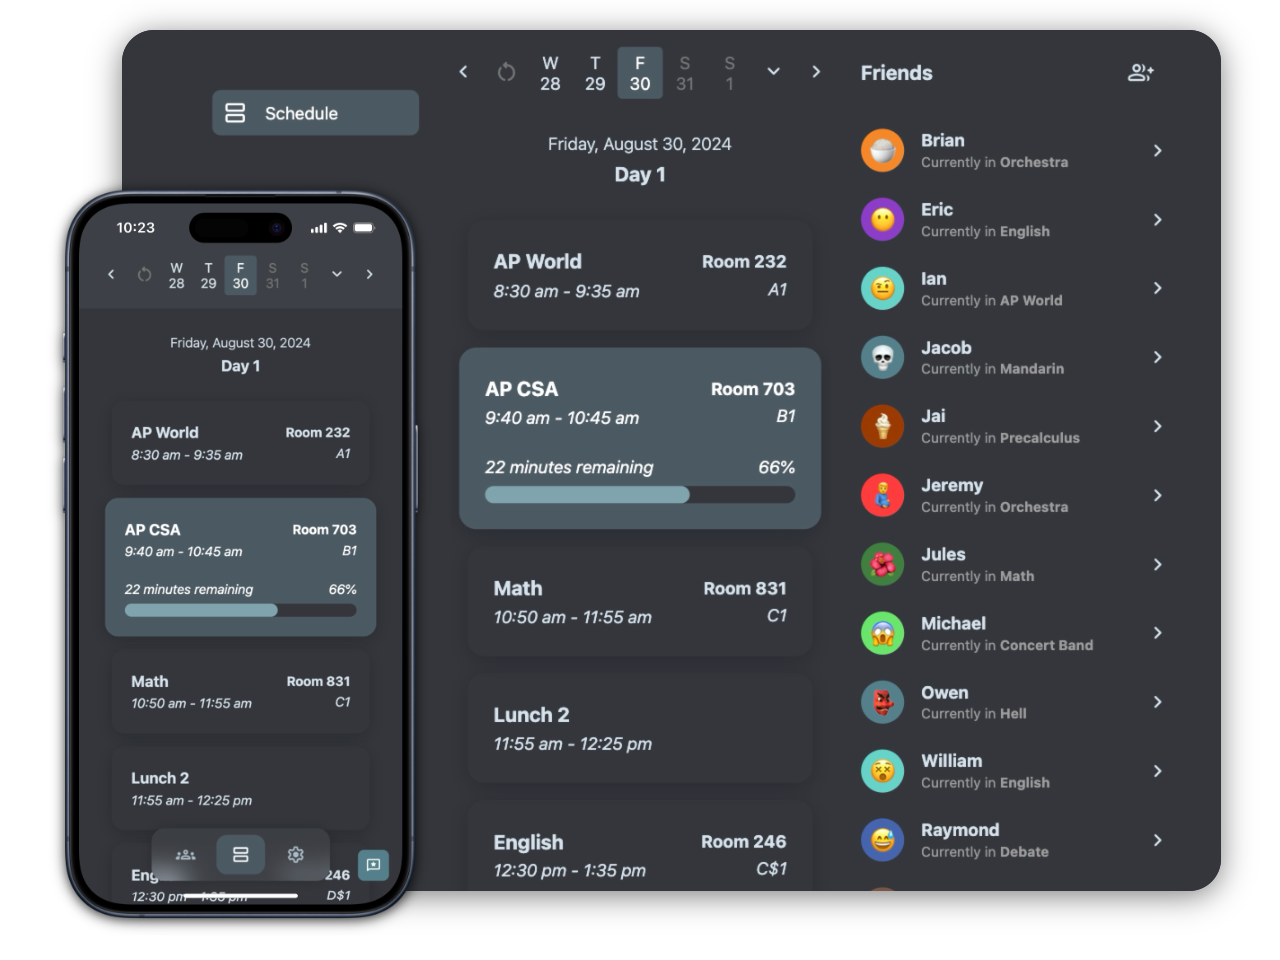 W T F S S
28 29 30 31 1
Schedule
Friday, August 30, 2024
Day 1
AP World Room 232
8:30 am - 9:35 am A1
AP CSA Room 703
9:40 am - 10:45 am B1
22 minutes remaining 66%
Math Room 831
10:50 am - 11:55 am C1
Lunch 2
11:55 am - 12:25 pm
English Room 246
12:30 pm - 1:35 pm C$1
Friends
Brian
Currently in Orchestra
Eric
Currently in English
Ian
Currently in AP World
Jacob
Currently in Mandarin
Jai
Currently in Precalculus
Jeremy
Currently in Orchestra
Jules
Currently in Math
Michael
Currently in Concert Band
Owen
Currently in Hell
William
Currently in English
Raymond
Currently in Debate
10:23
W T F S S
28 29 30 31 1
Friday, August 30, 2024
Day 1
AP World Room 232
8:30 am - 9:35 am A1
AP CSA Room 703
9:40 am - 10:45 am B1
22 minutes remaining 66%
Math Room 831
10:50 am - 11:55 am C1
Lunch 2
11:55 am - 12:25 pm
Eng 246
12:30 pm - 1:35 pm D$1